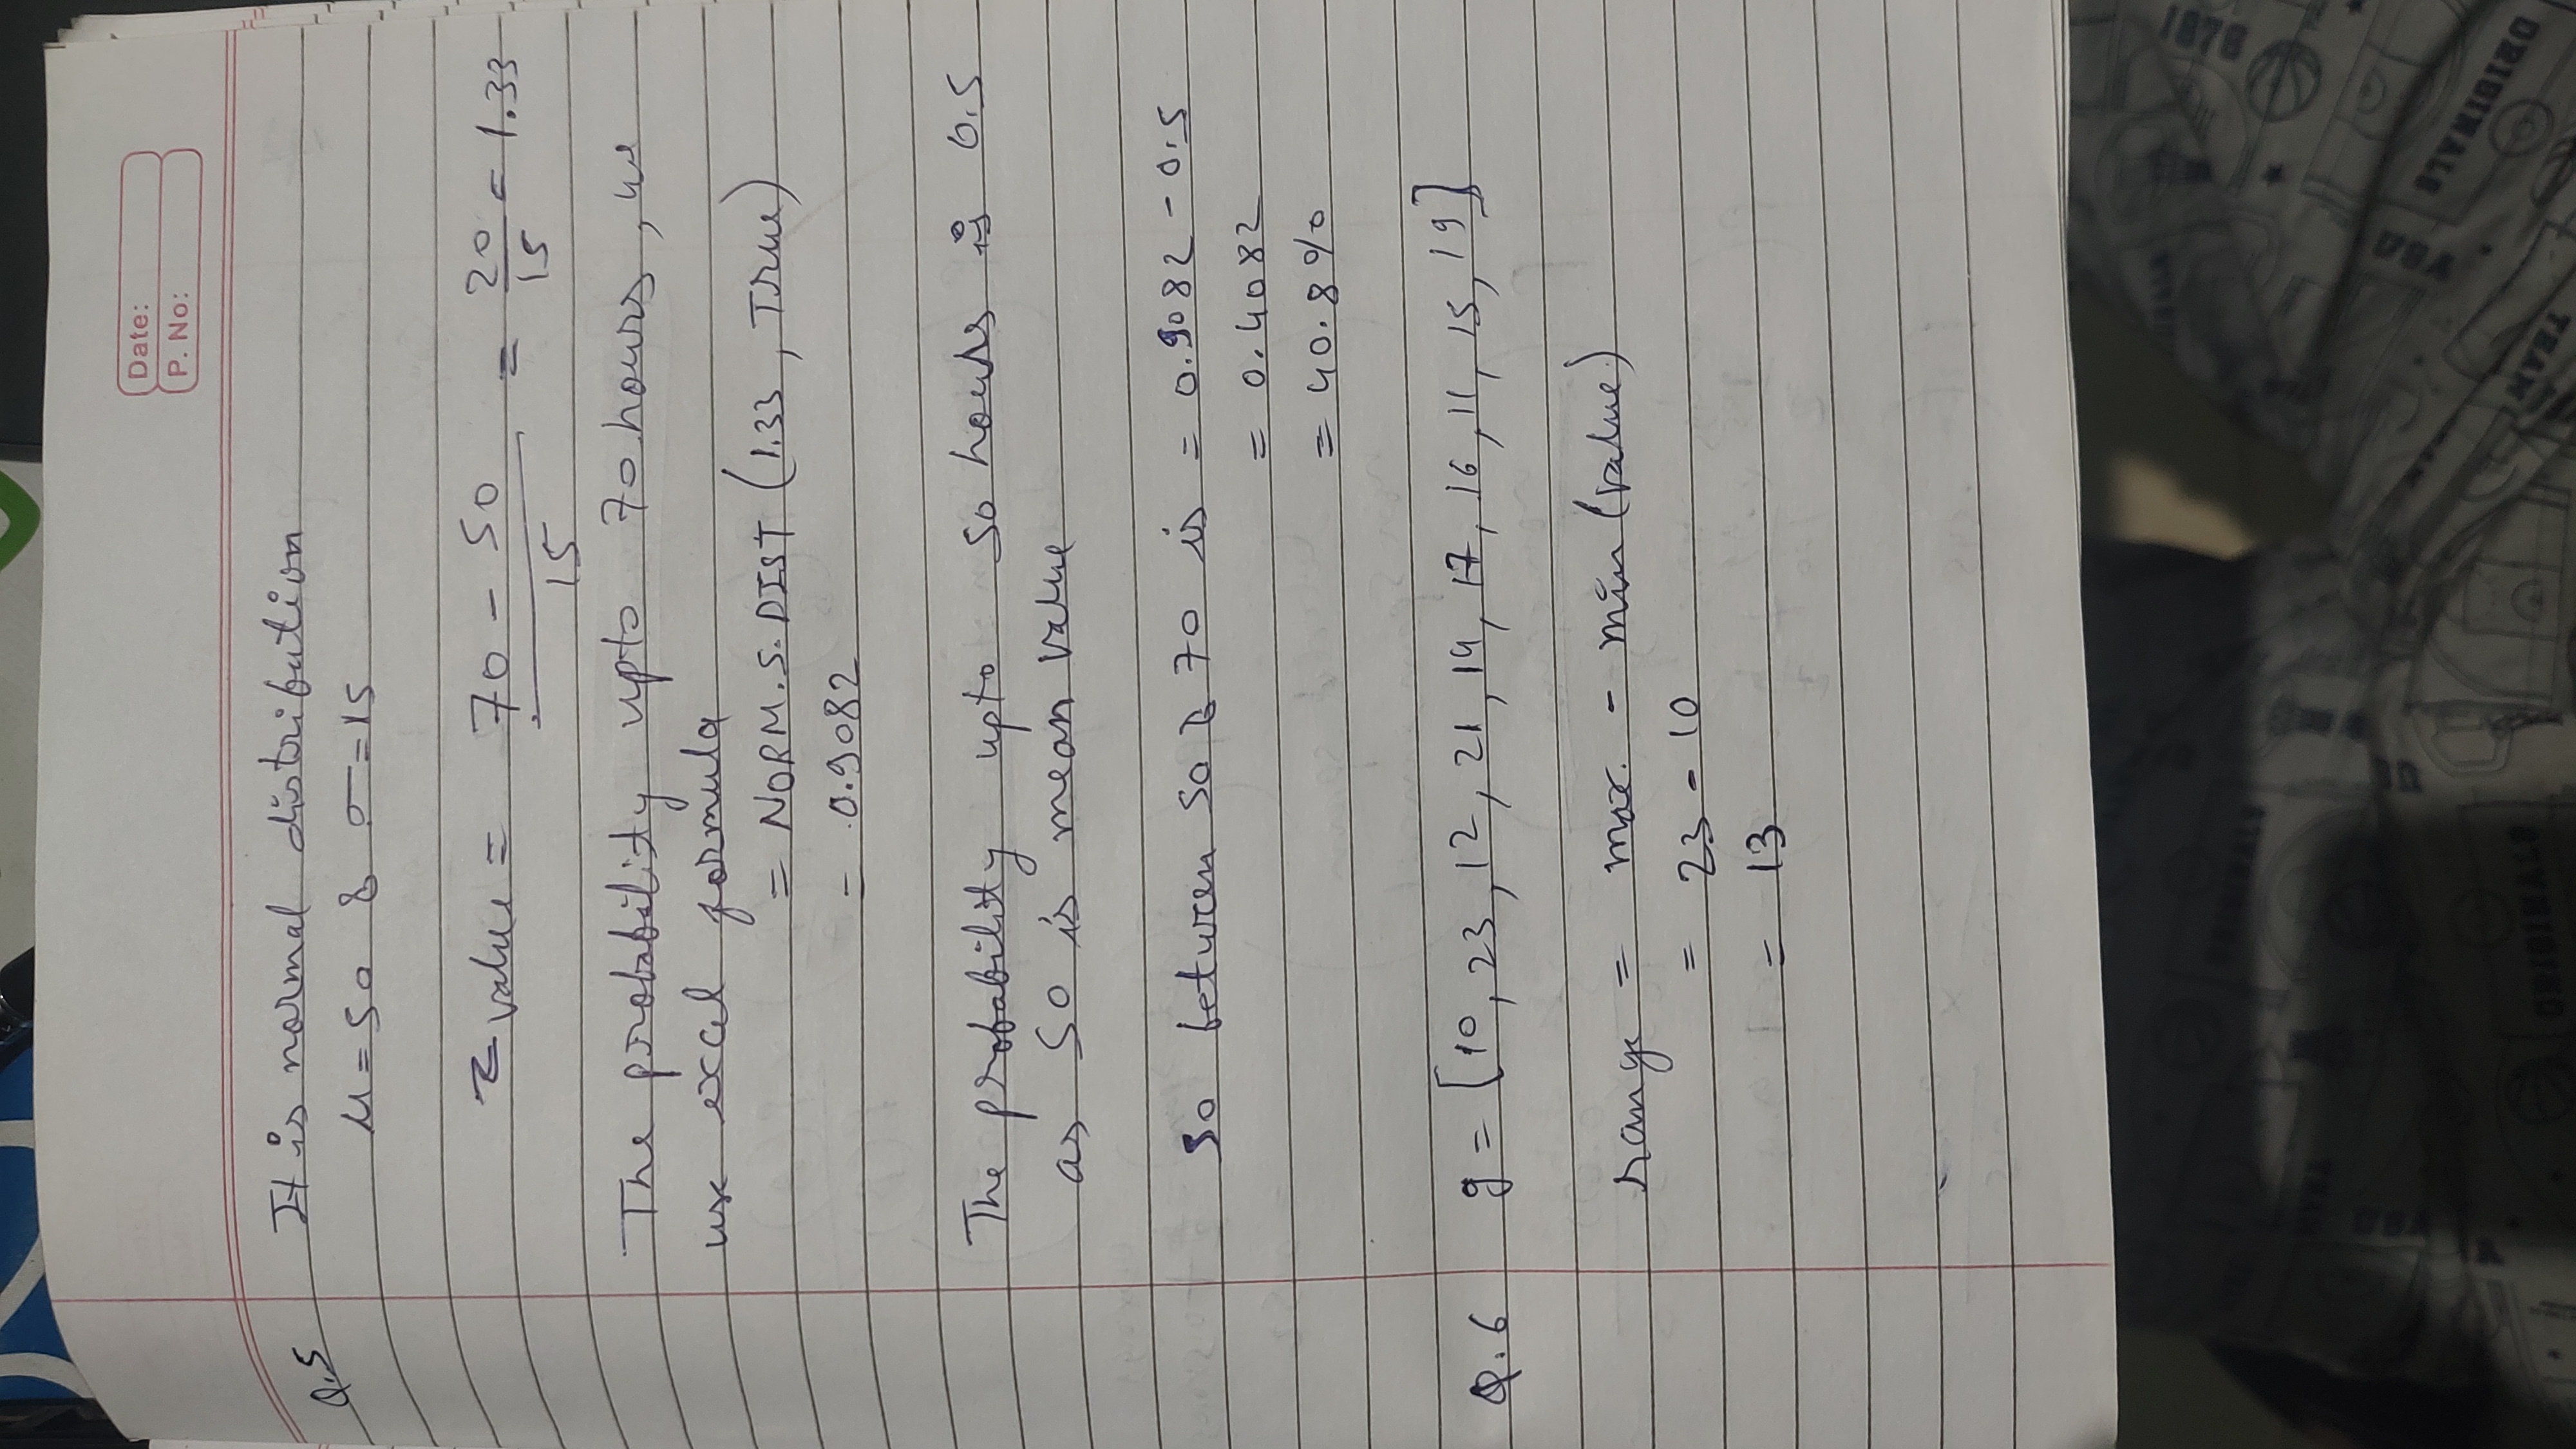 Date:
P. No:
Q.5 It is normal distribution
μ = 50 & σ = 15
z value = 70 - 50 / 15 = 20 / 15 = 1.33
The probability upto 70 hours, we
use excel formula
= NORM.S.DIST (1.33, True)
= 0.9082
The probability upto 50 hours is 0.5
as 50 is mean value
so between 50 & 70 is = 0.9082 - 0.5
= 0.4082
= 40.8%
Q.6 g = [10, 23, 12, 21, 14, 17, 16, 11, 15, 19]
range = max. - min (value)
= 23 - 10
= 13
1978
ORIGINALS
TEAM
ORIGINALS